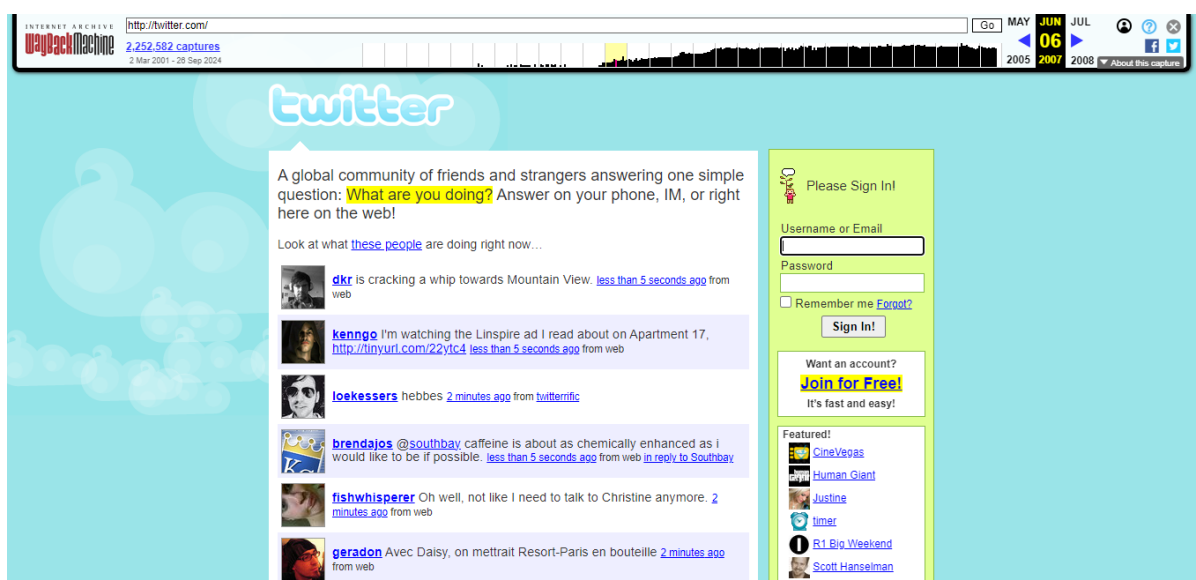 INTERNET ARCHIVE
WayBackMachine
http://twitter.com/
Go
2,252,582 captures
2 Mar 2001 - 26 Sep 2024
MAY JUN JUL
06
2005 2007 2008
▼ About this capture
twitter
A global community of friends and strangers answering one simple
question: What are you doing? Answer on your phone, IM, or right
here on the web!
Look at what these people are doing right now…
dkr is cracking a whip towards Mountain View. less than 5 seconds ago from
web
kenngo I'm watching the Linspire ad I read about on Apartment 17,
http://tinyurl.com/22ytc4 less than 5 seconds ago from web
loekessers hebbes 2 minutes ago from twitterrific
brendajos @southbay caffeine is about as chemically enhanced as i
would like to be if possible. less than 5 seconds ago from web in reply to Southbay
fishwhisperer Oh well, not like I need to talk to Christine anymore. 2
minutes ago from web
geradon Avec Daisy, on mettrait Resort-Paris en bouteille 2 minutes ago
from web
Please Sign In!
Username or Email
Password
Remember me Forgot?
Sign In!
Want an account?
Join for Free!
It's fast and easy!
Featured!
CineVegas
Human Giant
Justine
timer
R1 Big Weekend
Scott Hanselman